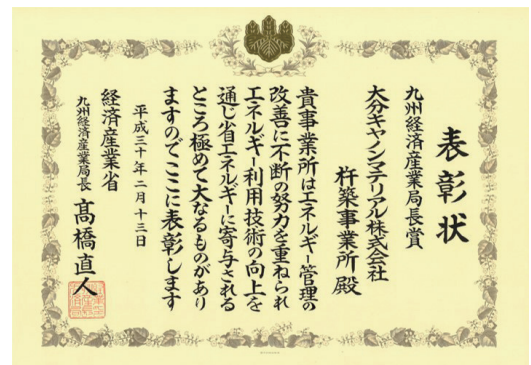 表彰状
九州経済産業局長賞
大分キヤノンマテリアル株式会社
杵築事業所殿
貴事業所はエネルギー管理の
改善に不断の努力を重ねられ
エネルギー利用技術の向上を
通じ省エネルギーに寄与される
ところ極めて大なるものがあり
ますのでここに表彰します
平成三十年二月十三日
経済産業省
九州経済産業局長 髙橋直人